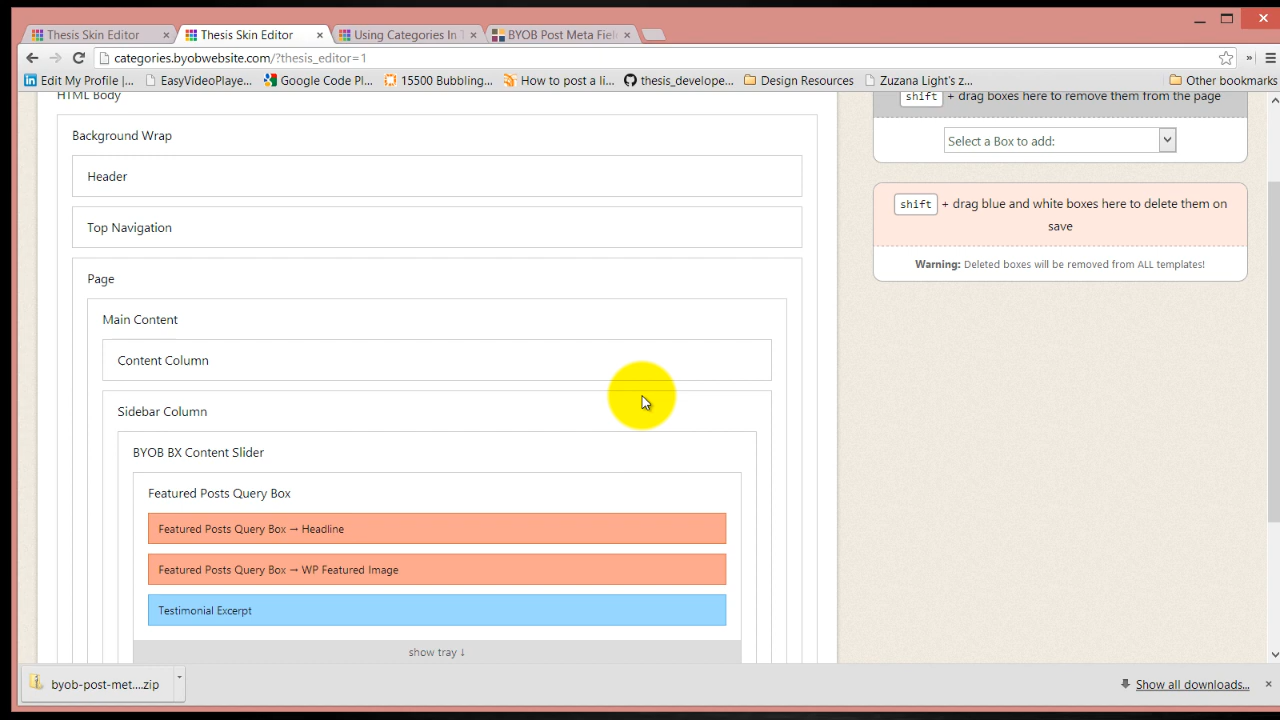 Thesis Skin Editor ×
Thesis Skin Editor ×
Using Categories In T ×
BYOB Post Meta Fiel ×
categories.byobwebsite.com/?thesis_editor=1
Edit My Profile |...
EasyVideoPlaye...
Google Code Pl...
15500 Bubbling...
How to post a li...
thesis_develope...
Design Resources
Zuzana Light's z...
» Other bookmarks
HTML Body
Background Wrap
Header
Top Navigation
Page
Main Content
Content Column
Sidebar Column
BYOB BX Content Slider
Featured Posts Query Box
Featured Posts Query Box → Headline
Featured Posts Query Box → WP Featured Image
Testimonial Excerpt
show tray ↓
shift + drag boxes here to remove them from the page
Select a Box to add:
shift + drag blue and white boxes here to delete them on
save
Warning: Deleted boxes will be removed from ALL templates!
byob-post-met....zip
Show all downloads...